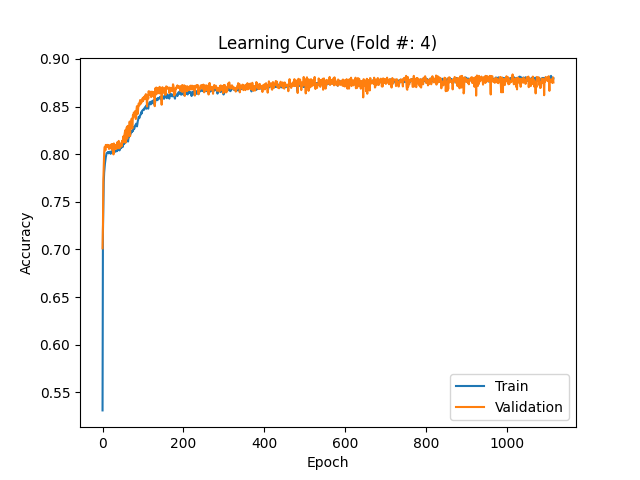 Learning Curve (Fold #: 4)
0.90
0.85
0.80
0.75
0.70
0.65
0.60
0.55
Accuracy
0 200 400 600 800 1000
Epoch
Train
Validation